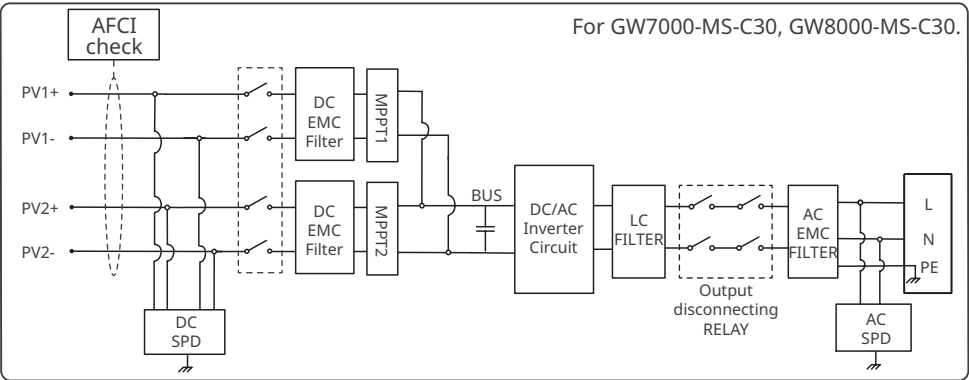 For GW7000-MS-C30, GW8000-MS-C30.
AFCI
check
PV1+
PV1-
PV2+
PV2-
DC
EMC
Filter
MPPT1
DC
EMC
Filter
MPPT2
BUS
DC/AC
Inverter
Circuit
LC
FILTER
Output
disconnecting
RELAY
AC
EMC
FILTER
L
N
PE
DC
SPD
AC
SPD